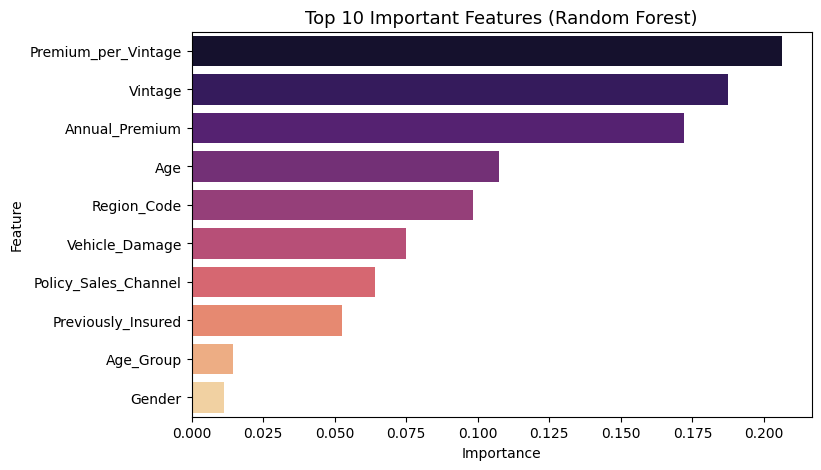 Top 10 Important Features (Random Forest)
Feature
Premium_per_Vintage
Vintage
Annual_Premium
Age
Region_Code
Vehicle_Damage
Policy_Sales_Channel
Previously_Insured
Age_Group
Gender
0.000 0.025 0.050 0.075 0.100 0.125 0.150 0.175 0.200
Importance